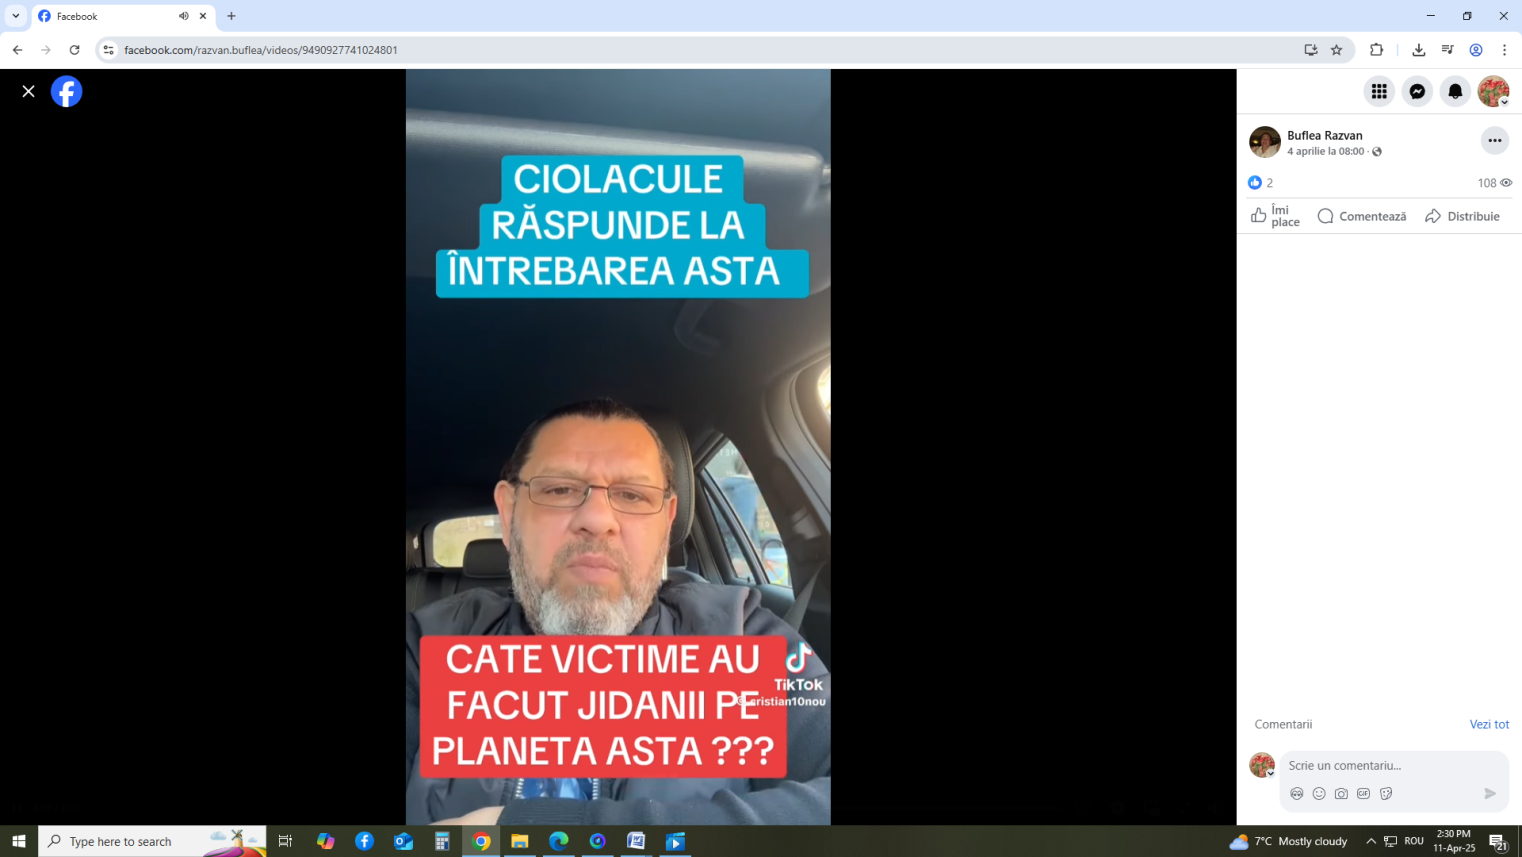 Facebook
facebook.com/razvan.buflea/videos/9490927741024801
CIOLACULE
RĂSPUNDE LA
ÎNTREBAREA ASTA
CATE VICTIME AU
FACUT JIDANII PE
PLANETA ASTA ???
TikTok
cristian10nou
Buflea Razvan
4 aprilie la 08:00 ·
2
108
Îmi place
Comentează
Distribuie
Comentarii
Vezi tot
Scrie un comentariu...
GIF
Type here to search
7°C Mostly cloudy
ROU
2:30 PM
11-Apr-25
21